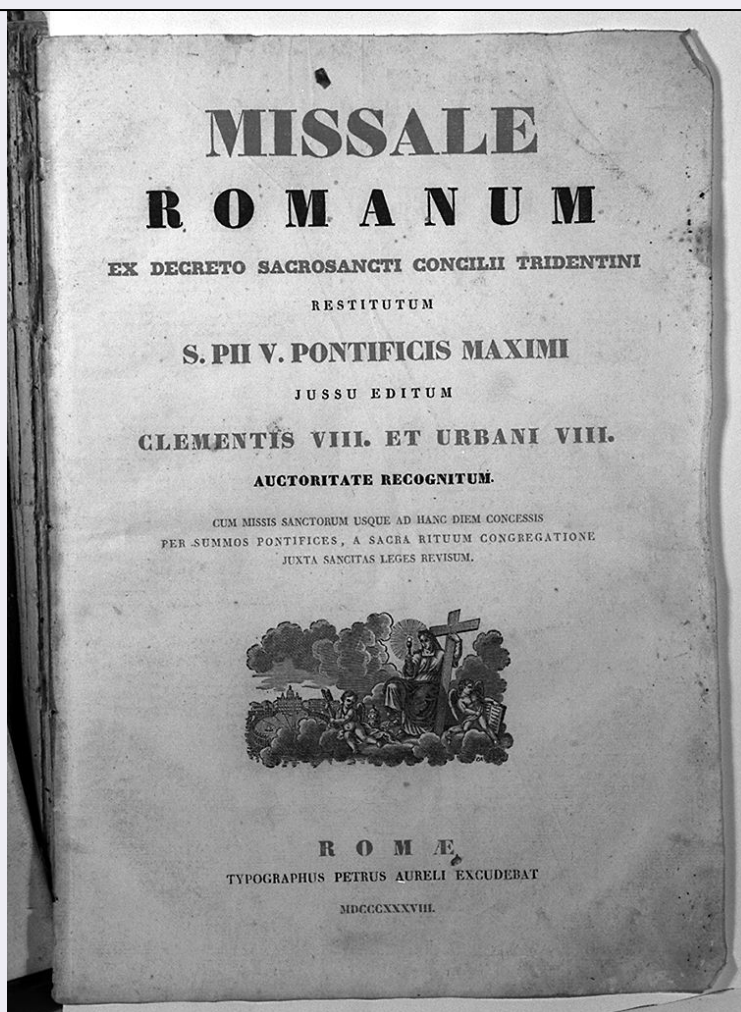 MISSALE
ROMANUM
EX DECRETO SACROSANCTI CONCILII TRIDENTINI
RESTITUTUM
S. PII V. PONTIFICIS MAXIMI
JUSSU EDITUM
CLEMENTIS VIII. ET URBANI VIII.
AUCTORITATE RECOGNITUM.
CUM MISSIS SANCTORUM USQUE AD HANC DIEM CONCESSIS
PER SUMMOS PONTIFICES, A SACRA RITUUM CONGREGATIONE
JUXTA SANCITAS LEGES REVISUM.
ROMÆ
TYPOGRAPHUS PETRUS AURELI EXCUDEBAT
MDCCCXXXVIII.